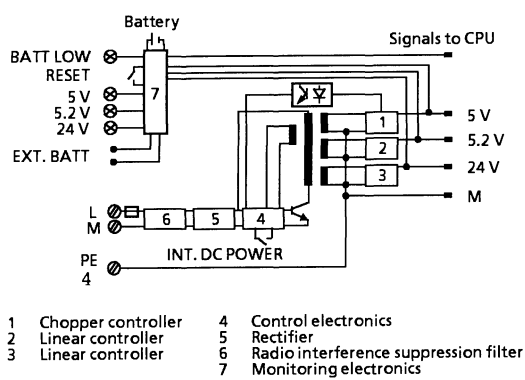 Battery
Signals to CPU
BATT LOW
RESET
5 V
5.2 V
24 V
7
EXT. BATT
1
5 V
2
5.2 V
3
24 V
M
L
M
6
5
4
INT. DC POWER
PE
4
1 Chopper controller
2 Linear controller
3 Linear controller
4 Control electronics
5 Rectifier
6 Radio interference suppression filter
7 Monitoring electronics